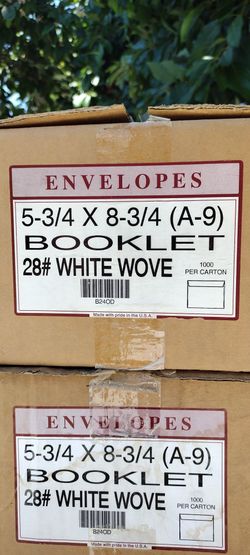 ENVELOPES
5-3/4 X 8-3/4 (A-9)
BOOKLET
28# WHITE WOVE
1000
PER CARTON
B24OD
Made with pride in the U.S.A.
ENVELOPES
5-3/4 X 8-3/4 (A-9)
BOOKLET
28# WHITE WOVE
1000
PER CARTON
B24OD
Made with pride in the U.S.A.